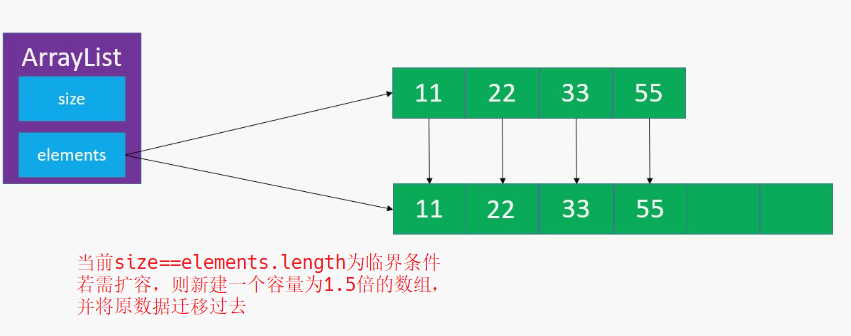 ArrayList
size
elements
11 22 33 55
11 22 33 55
当前size==elements.length为临界条件
若需扩容，则新建一个容量为1.5倍的数组，
并将原数据迁移过去